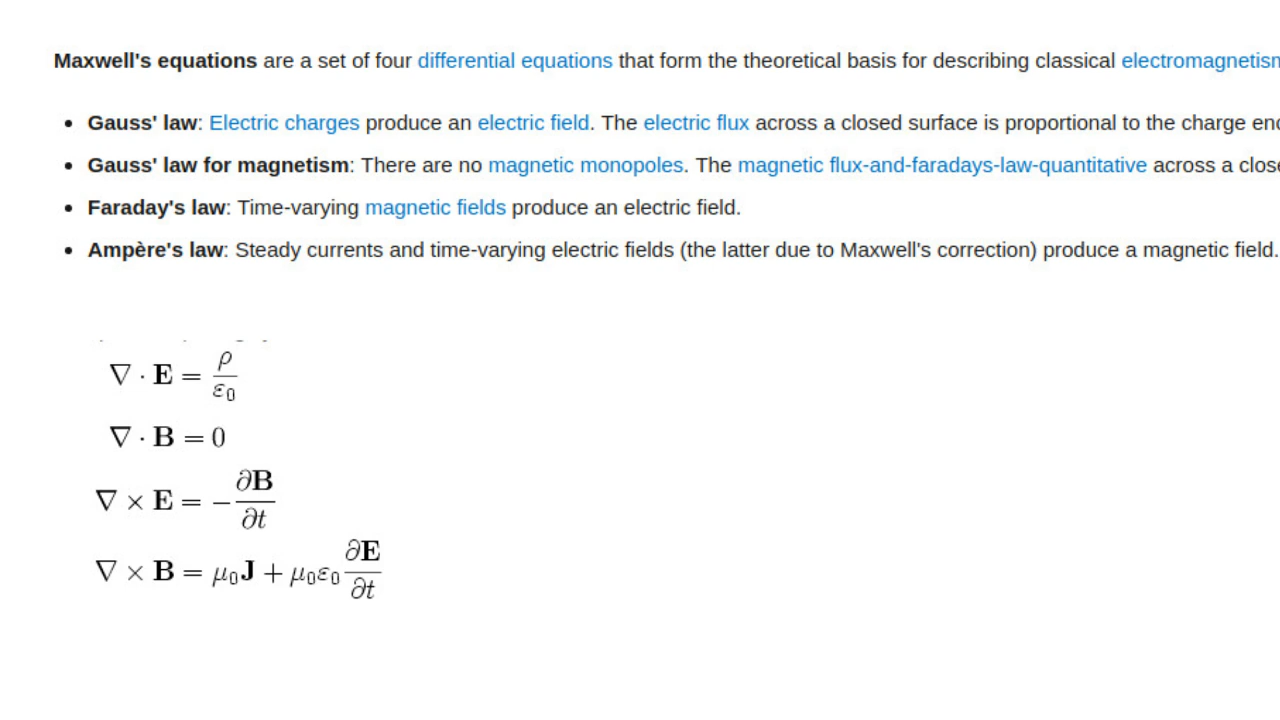 Maxwell's equations are a set of four differential equations that form the theoretical basis for describing classical electromagnetism
• Gauss' law: Electric charges produce an electric field. The electric flux across a closed surface is proportional to the charge
• Gauss' law for magnetism: There are no magnetic monopoles. The magnetic flux-and-faradays-law-quantitative across a
• Faraday's law: Time-varying magnetic fields produce an electric field.
• Ampère's law: Steady currents and time-varying electric fields (the latter due to Maxwell's correction) produce a magnetic field.
∇ · E = ρ/ε₀
∇ · B = 0
∇ × E = −∂B/∂t
∇ × B = μ₀J + μ₀ε₀ ∂E/∂t